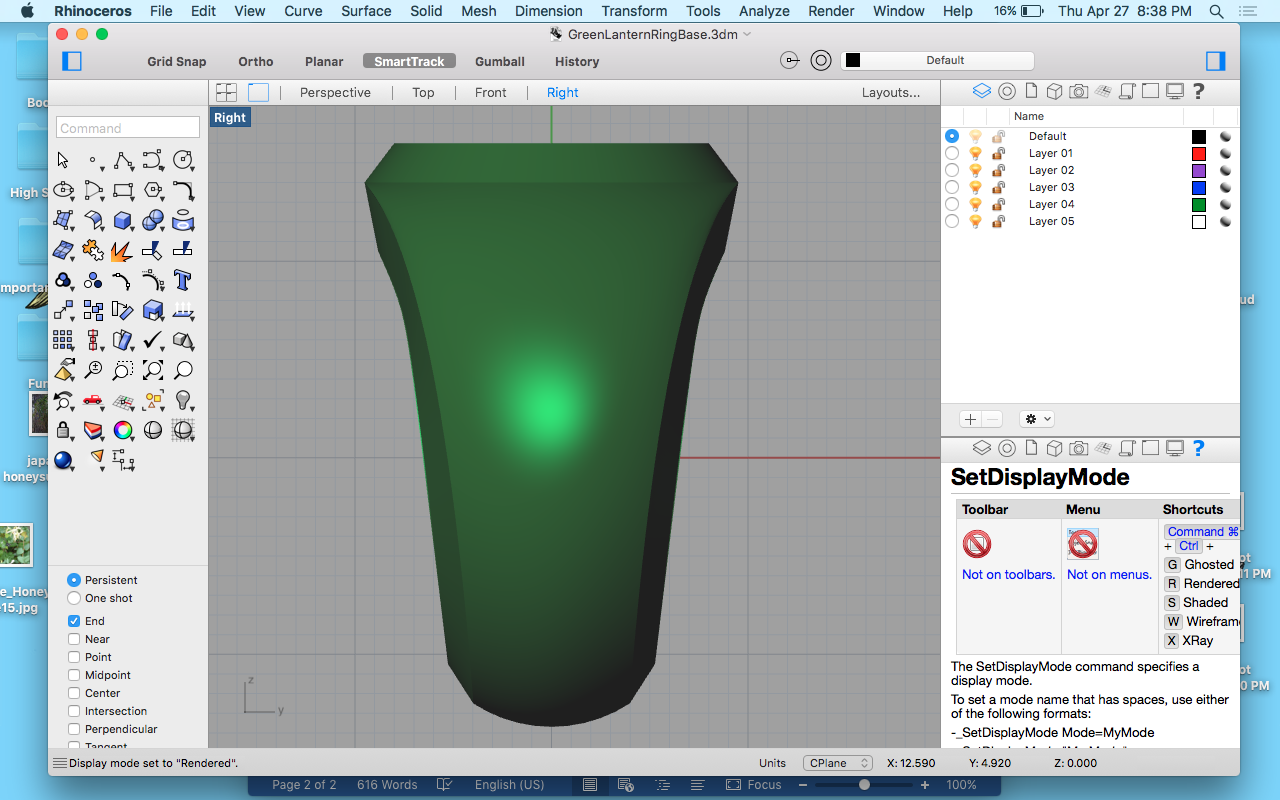 Rhinoceros File Edit View Curve Surface Solid Mesh Dimension Transform Tools Analyze Render Window Help 16% Thu Apr 27 8:38 PM
GreenLanternRingBase.3dm
Grid Snap Ortho Planar SmartTrack Gumball History Default
Perspective Top Front Right Layouts...
Right
Command
Name
Default
Layer 01
Layer 02
Layer 03
Layer 04
Layer 05
SetDisplayMode
Toolbar Menu Shortcuts
Command ⌘
+ Ctrl +
G Ghosted
R Rendered
S Shaded
W Wirefram
X XRay
Not on toolbars. Not on menus.
The SetDisplayMode command specifies a
display mode.
To set a mode name that has spaces, use either
of the following formats:
-_SetDisplayMode Mode=MyMode
Persistent
One shot
End
Near
Point
Midpoint
Center
Intersection
Perpendicular
Tangent
z
y
Display mode set to "Rendered". Units CPlane X: 12.590 Y: 4.920 Z: 0.000
Page 2 of 2 616 Words English (US) Focus 100%
High S
mportan
Fun
jap
honeysu
e_Honey
15.jpg
ud
ot
11 PM
ot
0 PM